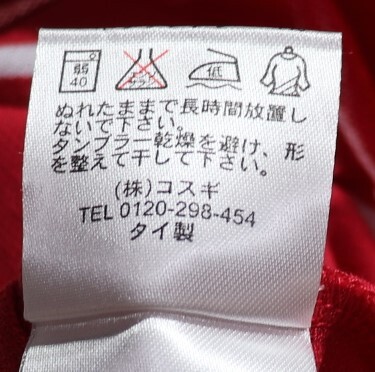 弱
40
エンソ
サラシ
低
ぬれたままで長時間放置し
ないで下さい。
タンブラー乾燥を避け、形
を整えて干して下さい。
(株)コスギ
TEL 0120-298-454
タイ製